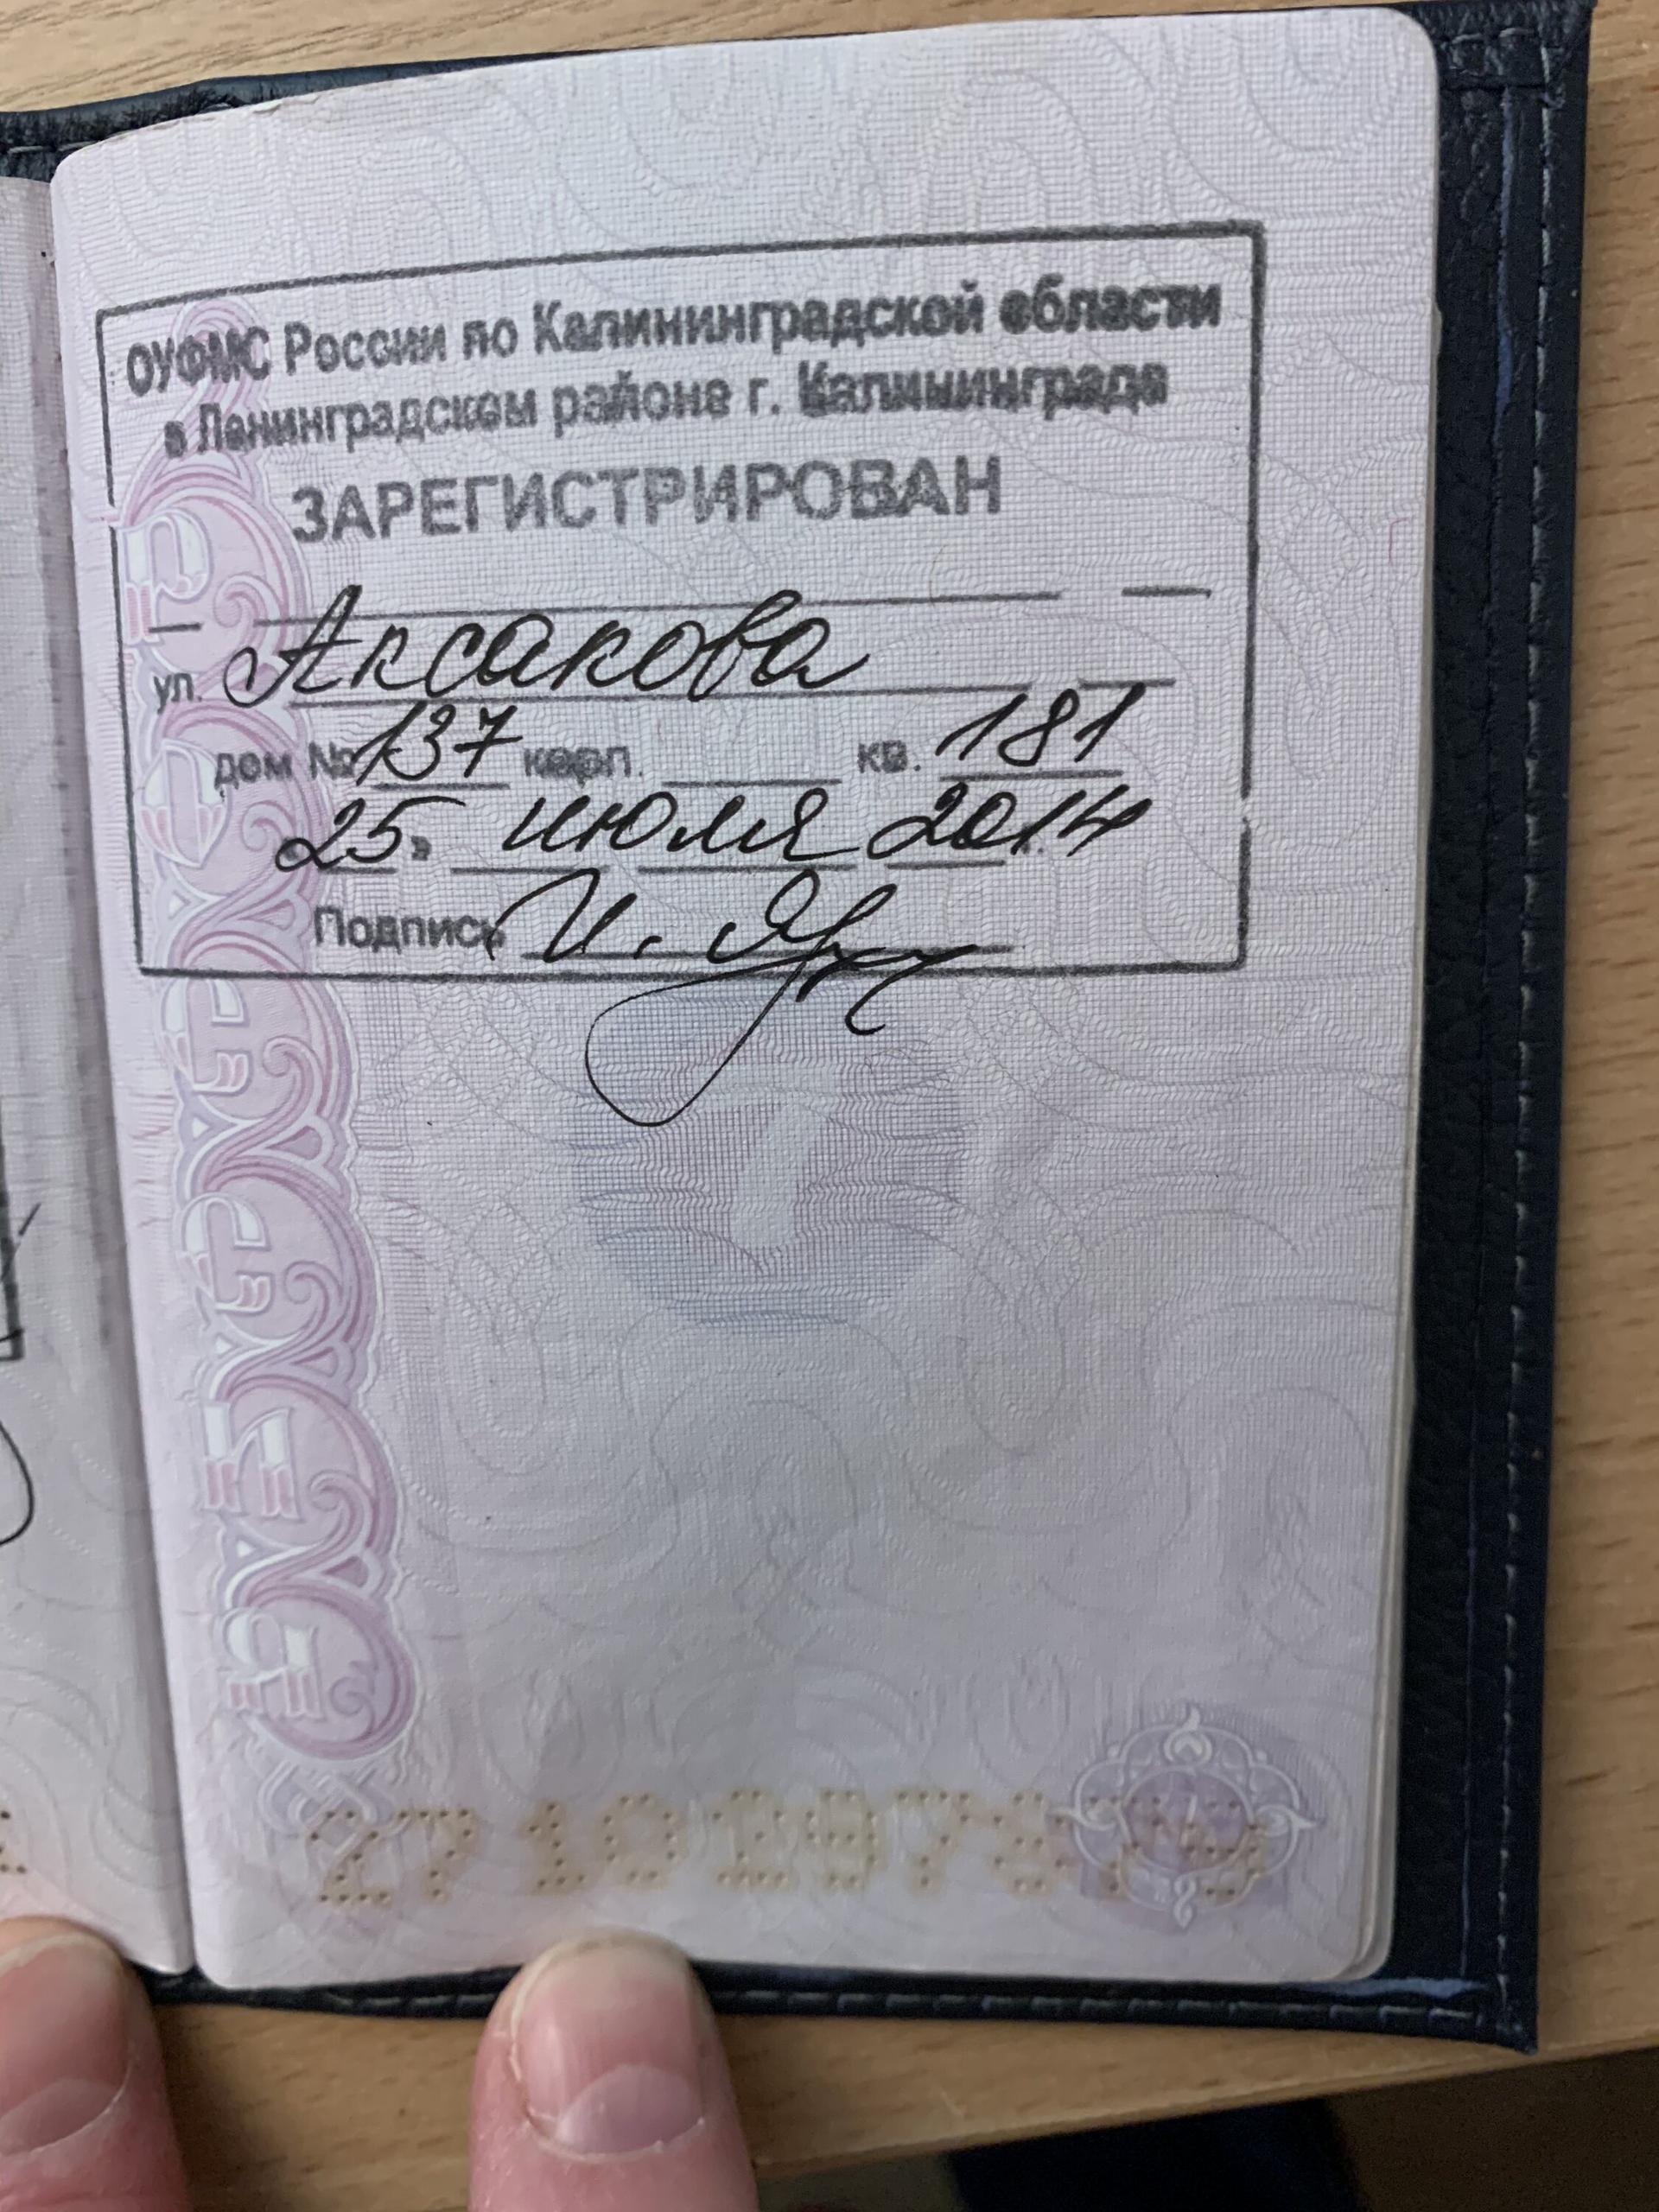 ОУФМС России по Калининградской области
в Ленинградском районе г. Калининграда
ЗАРЕГИСТРИРОВАН
ул. Аксакова
дом № 137 корп. кв. 181
25 » июля 2014
Подпись